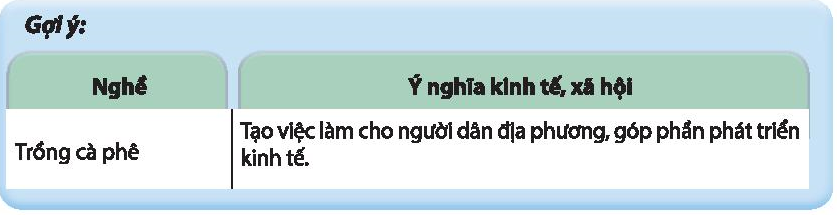 Gợi ý:
Nghề
Ý nghĩa kinh tế, xã hội
Trồng cà phê
Tạo việc làm cho người dân địa phương, góp phần phát triển
kinh tế.